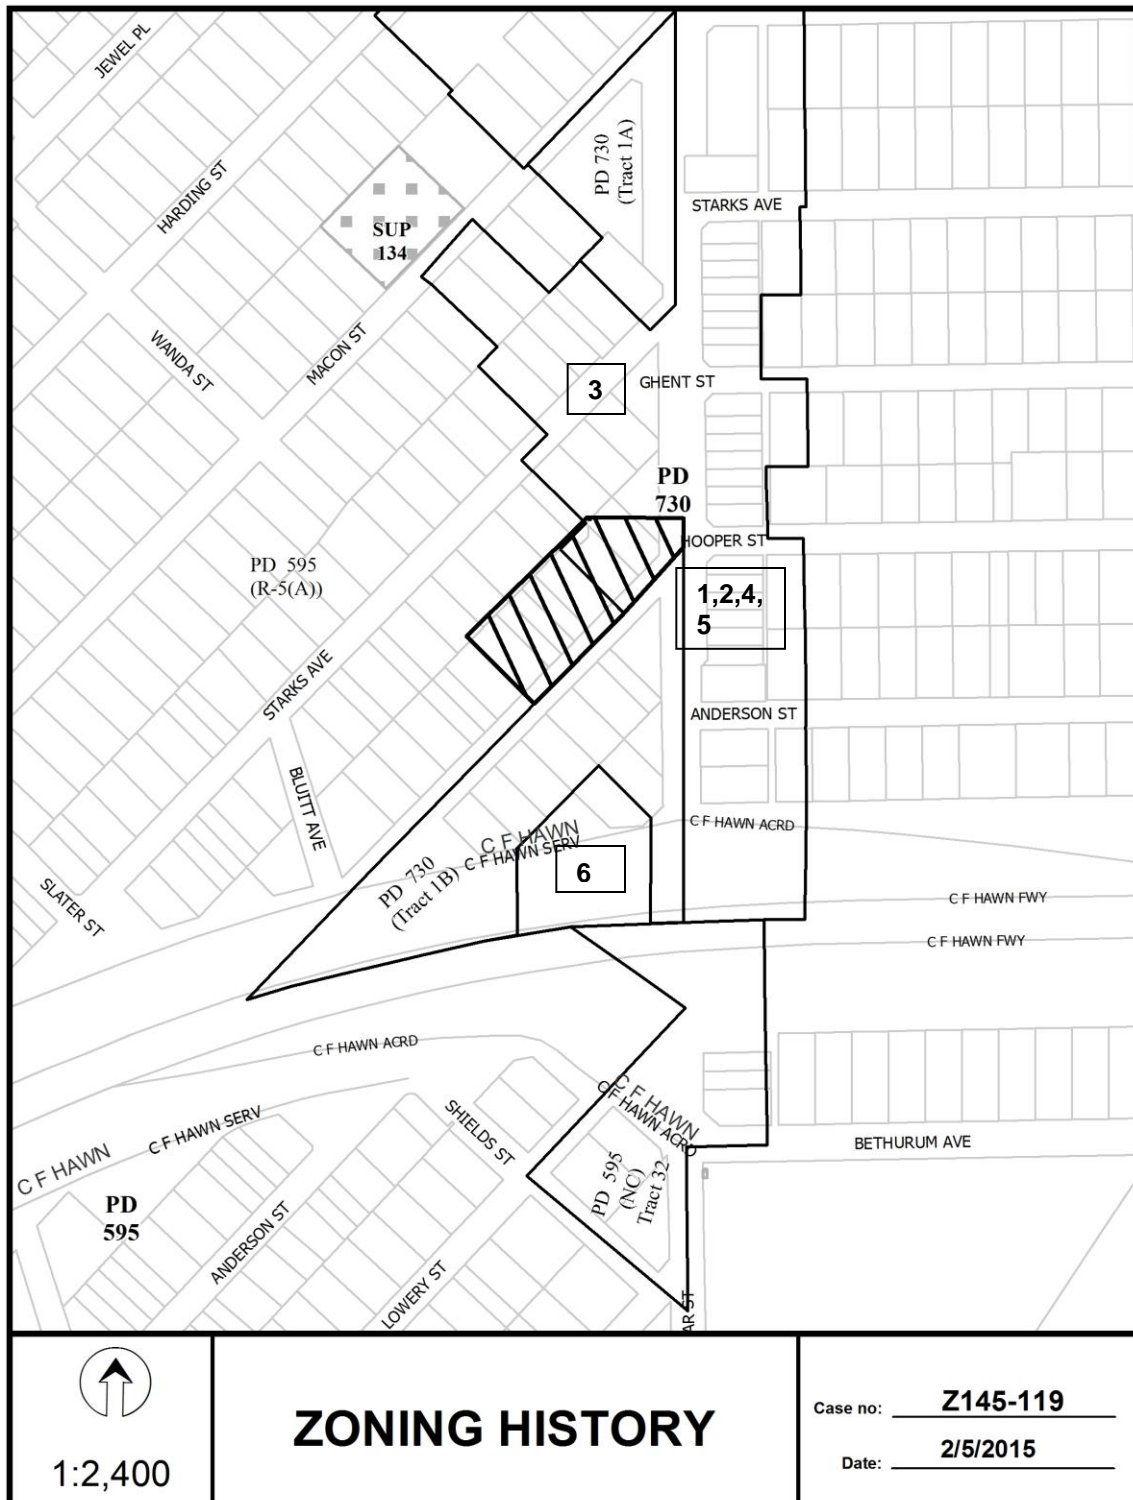 JEWEL PL
HARDING ST
PD 730
(Tract 1A)
STARKS AVE
SUP
134
WANDA ST
MACON ST
3
GHENT ST
PD
730
HOOPER ST
PD 595
(R-5(A))
1,2,4,
5
STARKS AVE
ANDERSON ST
BLUITT AVE
C F HAWN ACRD
C F HAWN
C F HAWN SERV
6
PD 730
(Tract 1B)
SLATER ST
C F HAWN FWY
C F HAWN FWY
C F HAWN ACRD
C F HAWN
C F HAWN ACRD
SHIELDS ST
C F HAWN SERV
BETHURUM AVE
C F HAWN
PD 595
(NC)
Tract 32
PD
595
ANDERSON ST
LOWERY ST
AR ST
1:2,400
ZONING HISTORY
Case no: Z145-119
Date: 2/5/2015